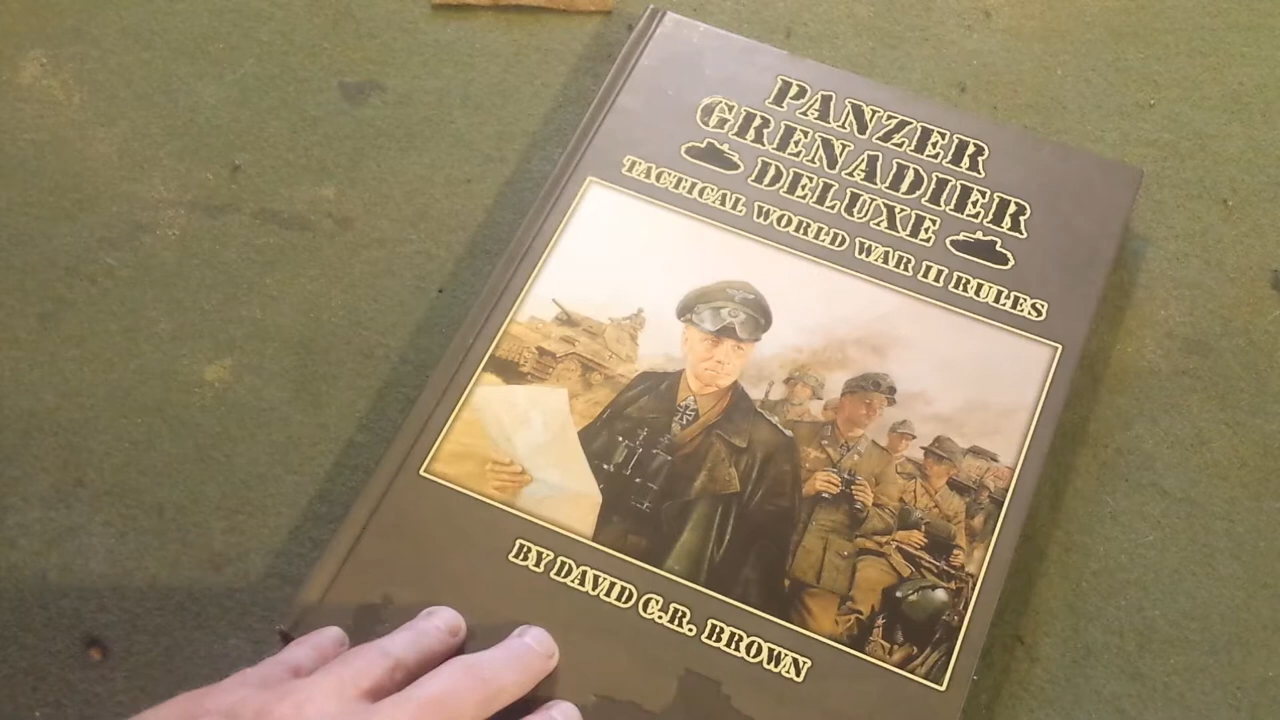 PANZER
GRENADIER
DELUXE
TACTICAL WORLD WAR II RULES
BY DAVID C.R. BROWN